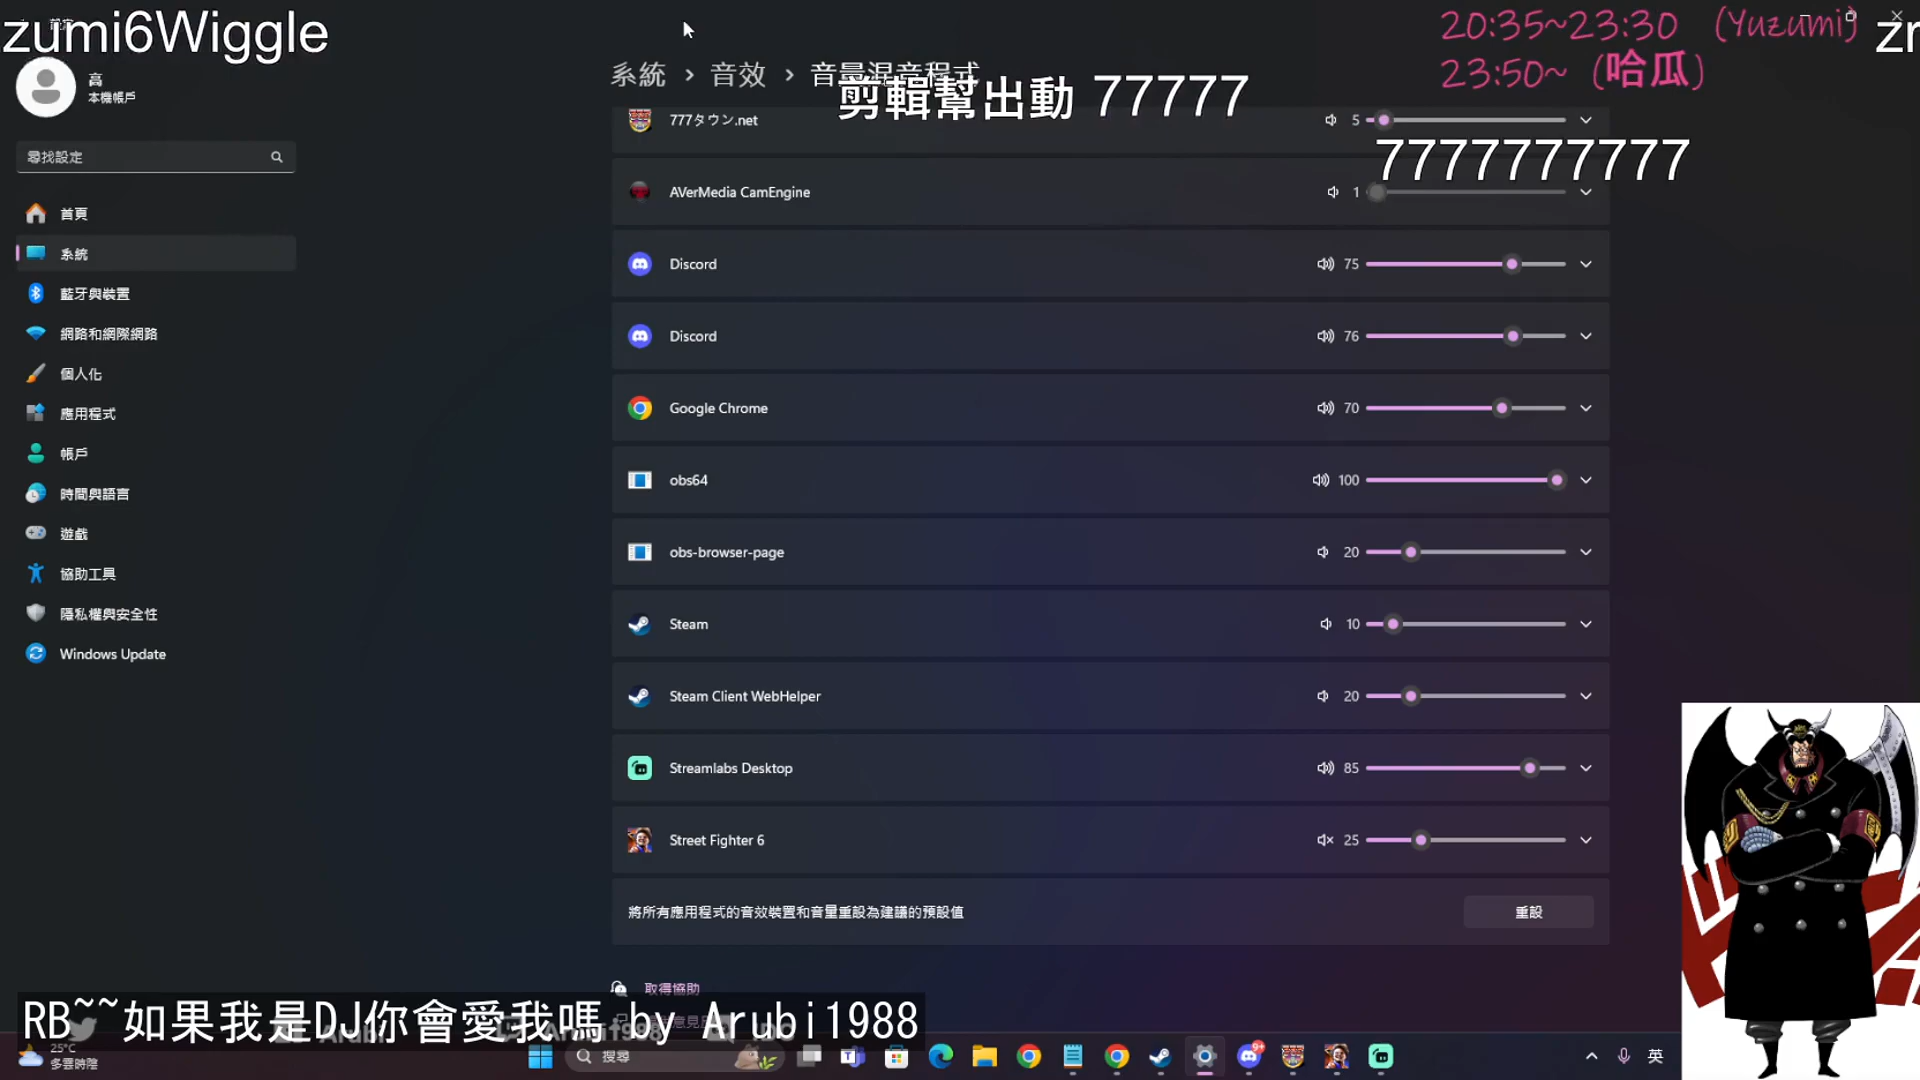 zumi6Wiggle
20:35~23:30 (Yuzumi)
23:50~ (哈瓜)
高
本機帳戶
系統 › 音效 › 音量混音程式
剪輯幫出動 77777
7777777777
尋找設定
首頁
系統
藍牙與裝置
網路和網際網路
個人化
應用程式
帳戶
時間與語言
遊戲
協助工具
隱私權與安全性
Windows Update
777タウン.net 5
AVerMedia CamEngine 1
Discord 75
Discord 76
Google Chrome 70
obs64 100
obs-browser-page 20
Steam 10
Steam Client WebHelper 20
Streamlabs Desktop 85
Street Fighter 6 25
將所有應用程式的音效裝置和音量重設為建議的預設值
重設
取得協助
RB~~如果我是DJ你會愛我嗎 by Arubi1988
25°C
多雲時陰
搜尋
英